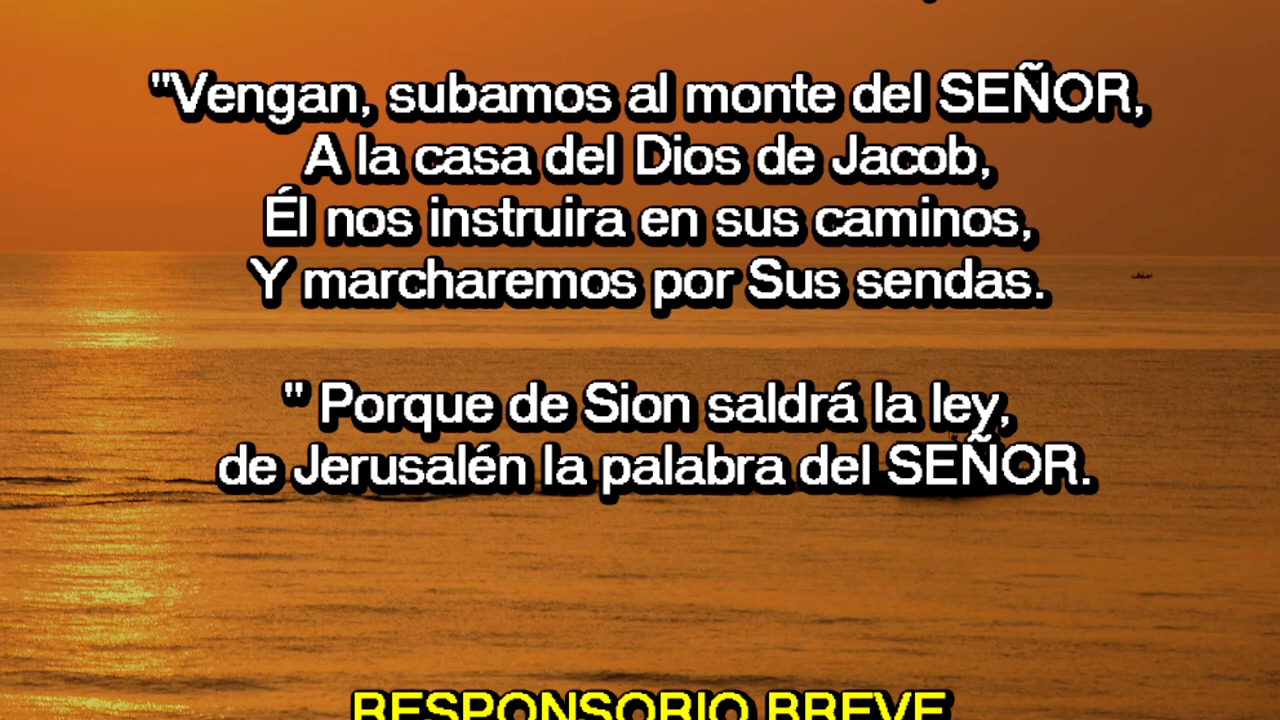 "Vengan, subamos al monte del SEÑOR,
A la casa del Dios de Jacob,
Él nos instruira en sus caminos,
Y marcharemos por Sus sendas.
" Porque de Sion saldrá la ley,
de Jerusalén la palabra del SEÑOR.
RESPONSORIO BREVE